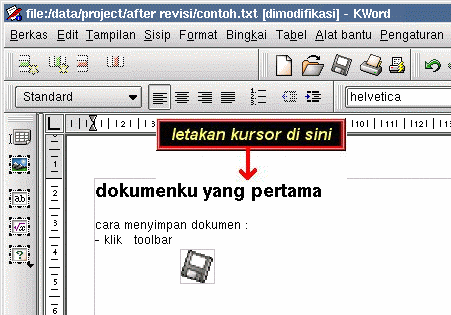 file:/data/project/after revisi/contoh.txt [dimodifikasi] - KWord
Berkas Edit Tampilan Sisip Format Bingkai Tabel Alat bantu Pengaturan
Standard
helvetica
letakan kursor di sini
dokumenku yang pertama
cara menyimpan dokumen :
- klik toolbar